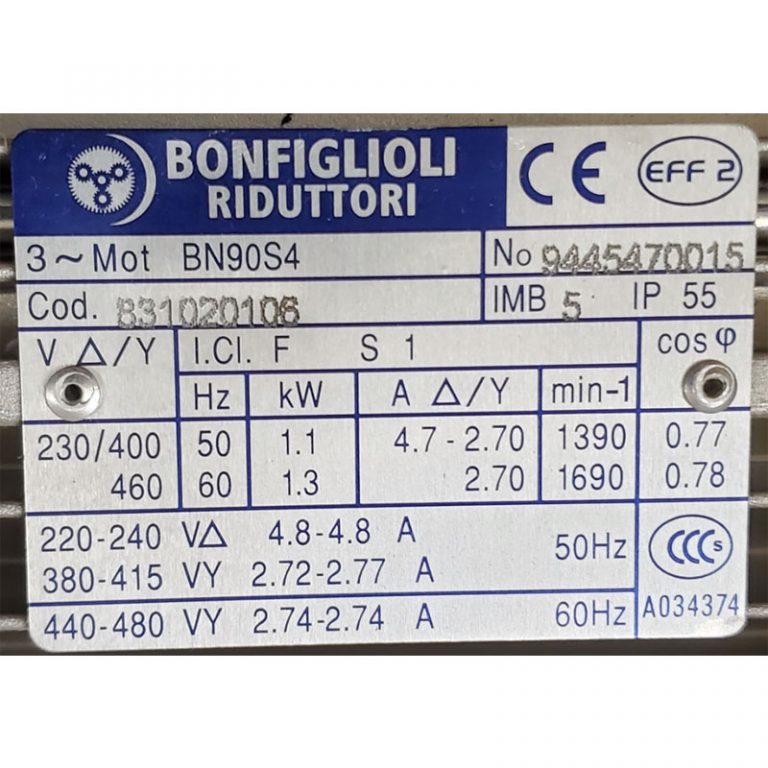 BONFIGLIOLI
RIDUTTORI
CE
EFF 2
3~Mot BN90S4
No 9445470015
Cod. 831020106
IMB 5 IP 55
V Δ/Y
I.Cl. F S 1
cos φ
Hz kW A Δ/Y min-1
230/400 50 1.1 4.7-2.70 1390 0.77
460 60 1.3 2.70 1690 0.78
220-240 VΔ 4.8-4.8 A
50Hz
380-415 VY 2.72-2.77 A
CCC S
440-480 VY 2.74-2.74 A 60Hz
A034374